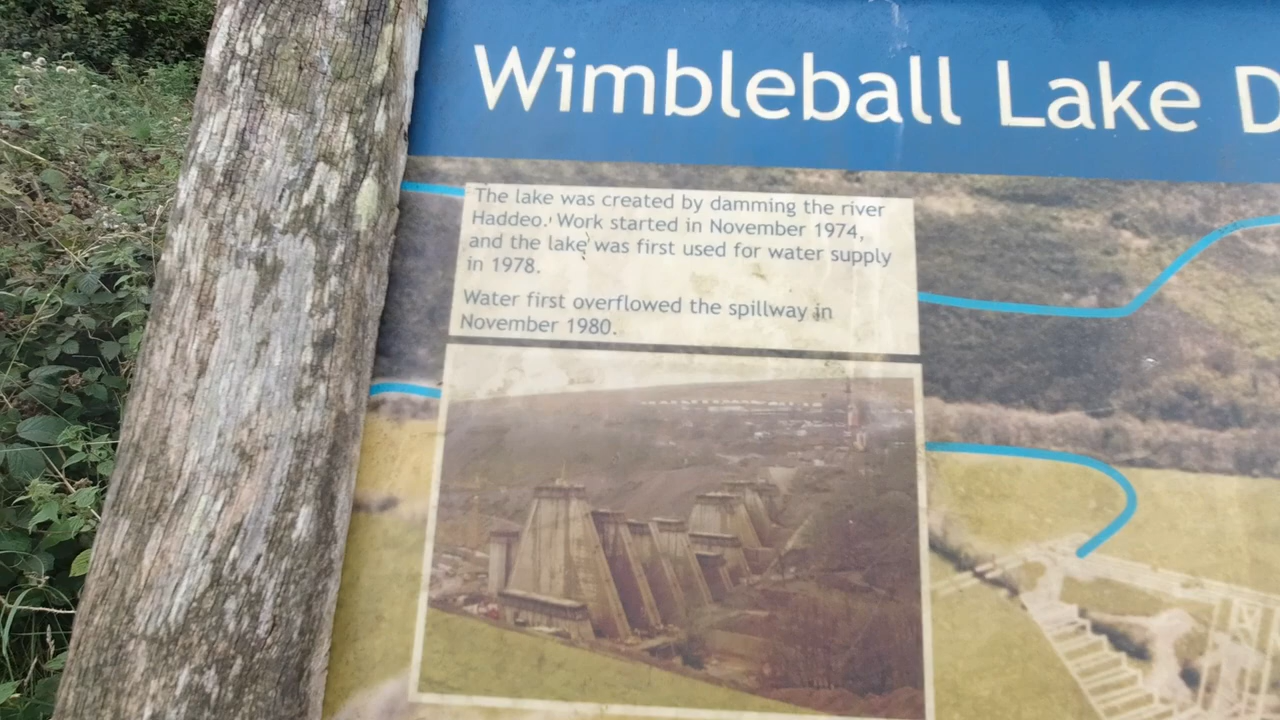 Wimbleball Lake D
The lake was created by damming the river
Haddeo. Work started in November 1974,
and the lake was first used for water supply
in 1978.
Water first overflowed the spillway in
November 1980.